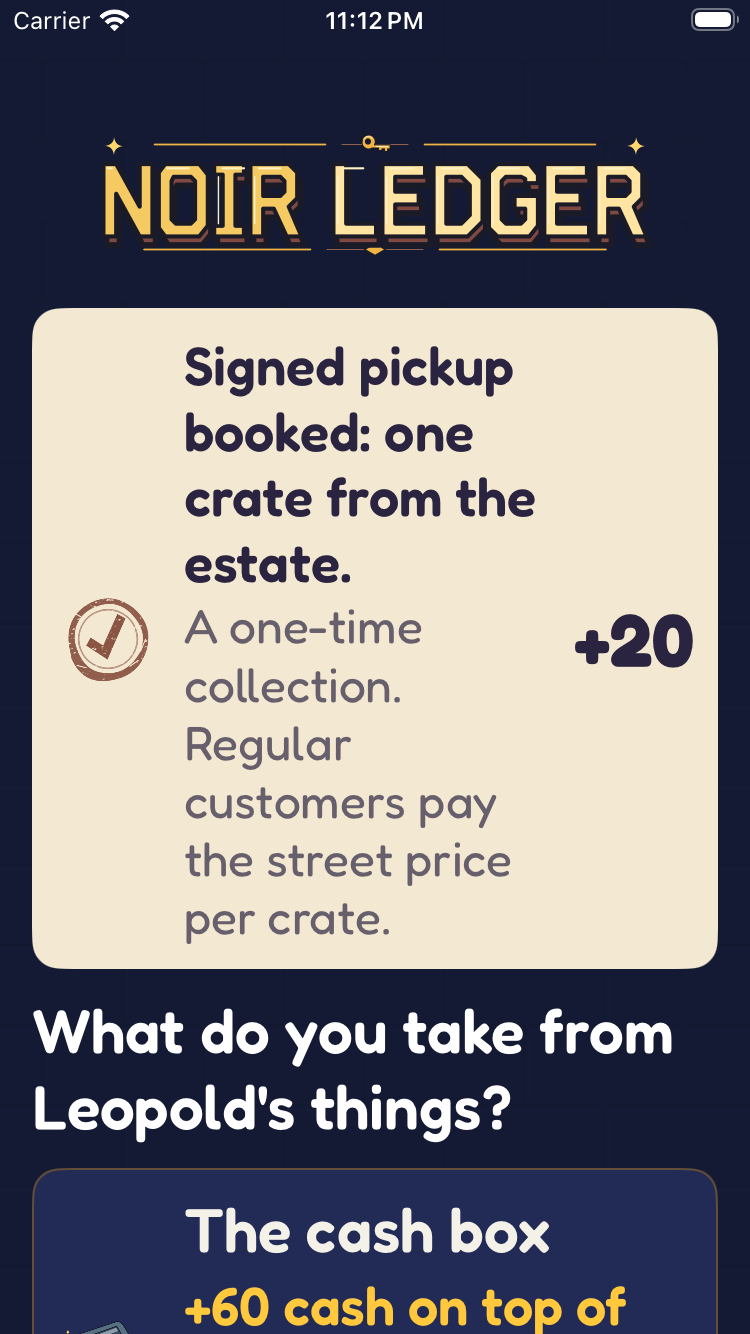 Carrier 11:12 PM
NOIR LEDGER
Signed pickup
booked: one
crate from the
estate.
A one-time
collection.
Regular
customers pay
the street price
per crate.
+20
What do you take from
Leopold's things?
The cash box
+60 cash on top of